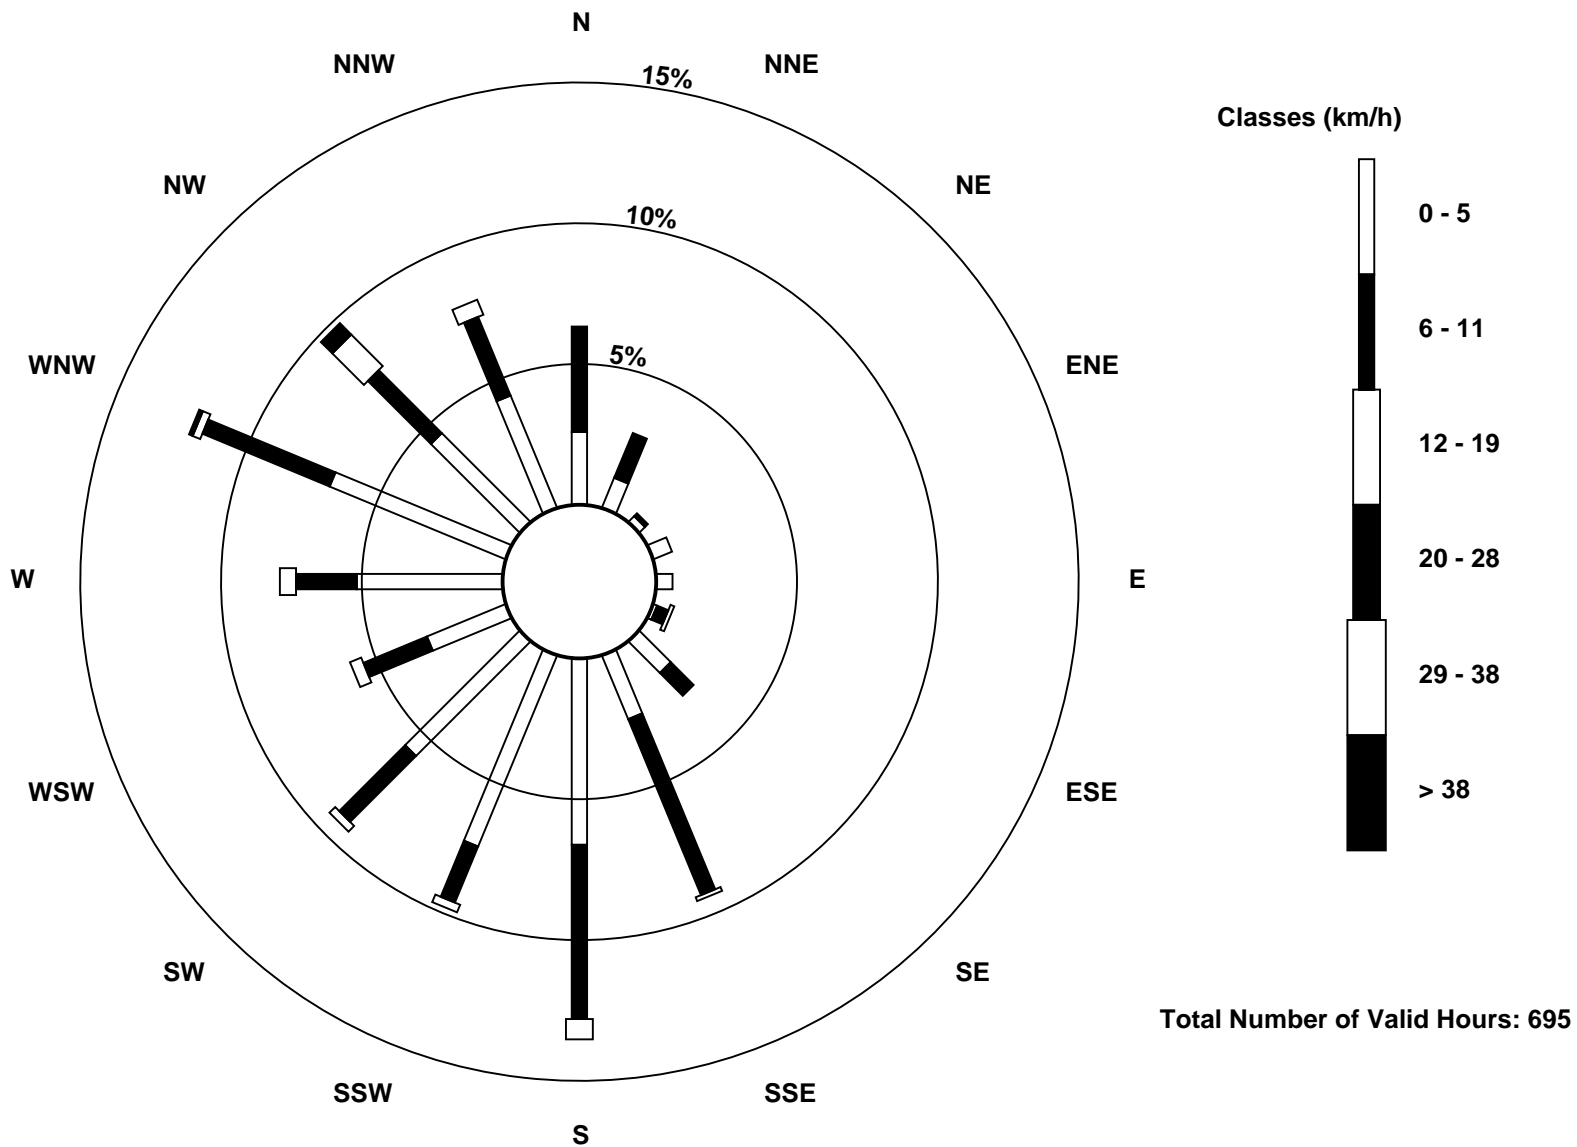 N
NNW
NNE
15%
Classes (km/h)
NW
NE
0 - 5
10%
6 - 11
5%
WNW
ENE
12 - 19
20 - 28
W
E
29 - 38
WSW
ESE
> 38
SW
SE
Total Number of Valid Hours: 695
SSW
SSE
S